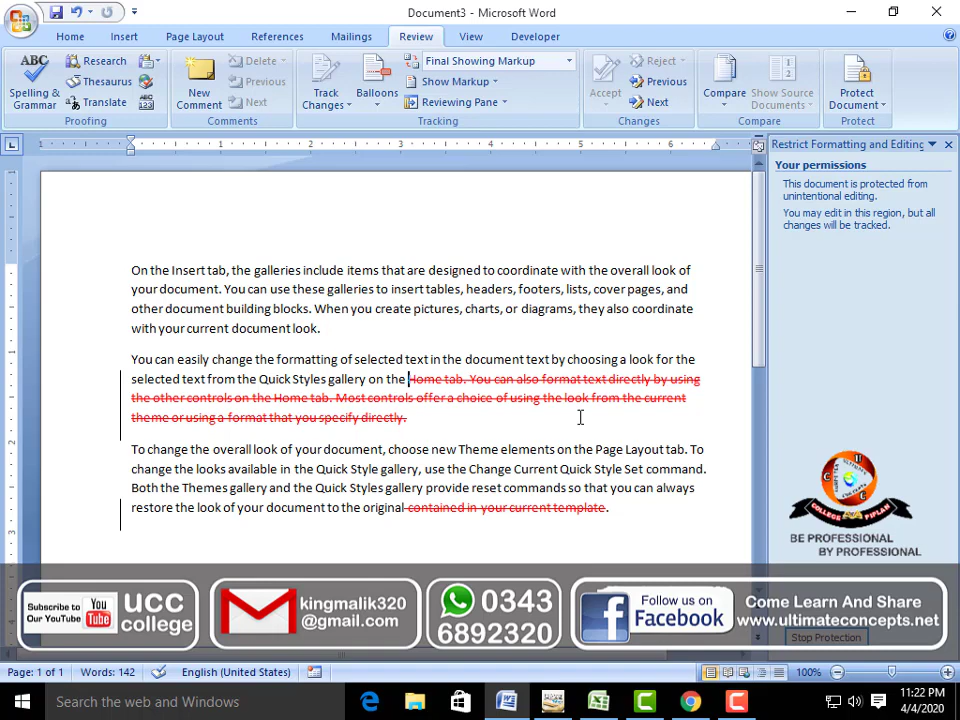 Document3 - Microsoft Word
Home Insert Page Layout References Mailings Review View Developer
ABC Research Delete Final Showing Markup Reject
Thesaurus Previous Show Markup Previous
Spelling & Grammar Translate ABC 123 New Comment Next Track Changes Balloons Reviewing Pane Accept Next Compare Show Source Documents Protect Document
Proofing Comments Tracking Changes Compare Protect
Restrict Formatting and Editing
Your permissions
This document is protected from
unintentional editing.
You may edit in this region, but all
changes will be tracked.
On the Insert tab, the galleries include items that are designed to coordinate with the overall look of
your document. You can use these galleries to insert tables, headers, footers, lists, cover pages, and
other document building blocks. When you create pictures, charts, or diagrams, they also coordinate
with your current document look.
You can easily change the formatting of selected text in the document text by choosing a look for the
selected text from the Quick Styles gallery on the Home tab. You can also format text directly by using
the other controls on the Home tab. Most controls offer a choice of using the look from the current
theme or using a format that you specify directly.
To change the overall look of your document, choose new Theme elements on the Page Layout tab. To
change the looks available in the Quick Style gallery, use the Change Current Quick Style Set command.
Both the Themes gallery and the Quick Styles gallery provide reset commands so that you can always
restore the look of your document to the original contained in your current template.
COLLEGE PIPLAN
BE PROFESSIONAL
BY PROFESSIONAL
Subscribe to
Our YouTube
You
Tube
UCC
college
kingmalik320
@gmail.com
0343
6892320
Follow us on
Facebook
Come Learn And Share
www.ultimateconcepts.net
Stop Protection
Page: 1 of 1 Words: 142 English (United States) 100%
Search the web and Windows
11:22 PM
4/4/2020